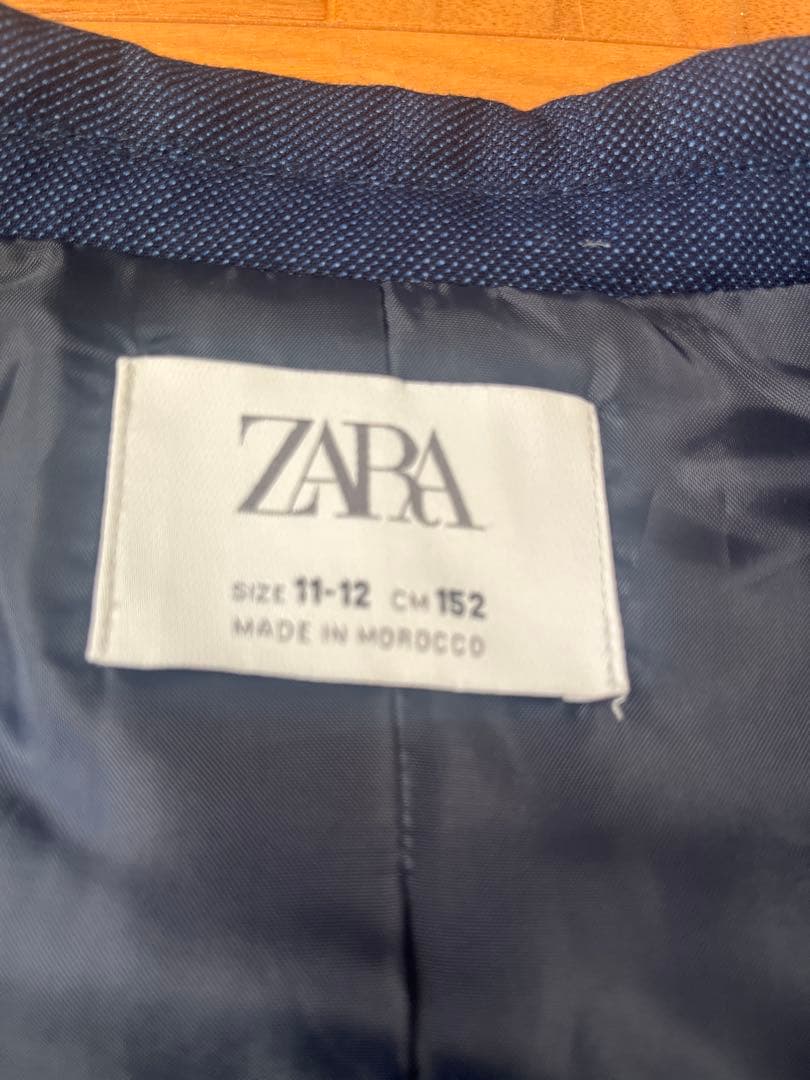 ZARA
SIZE 11-12 CM 152
MADE IN MOROCCO